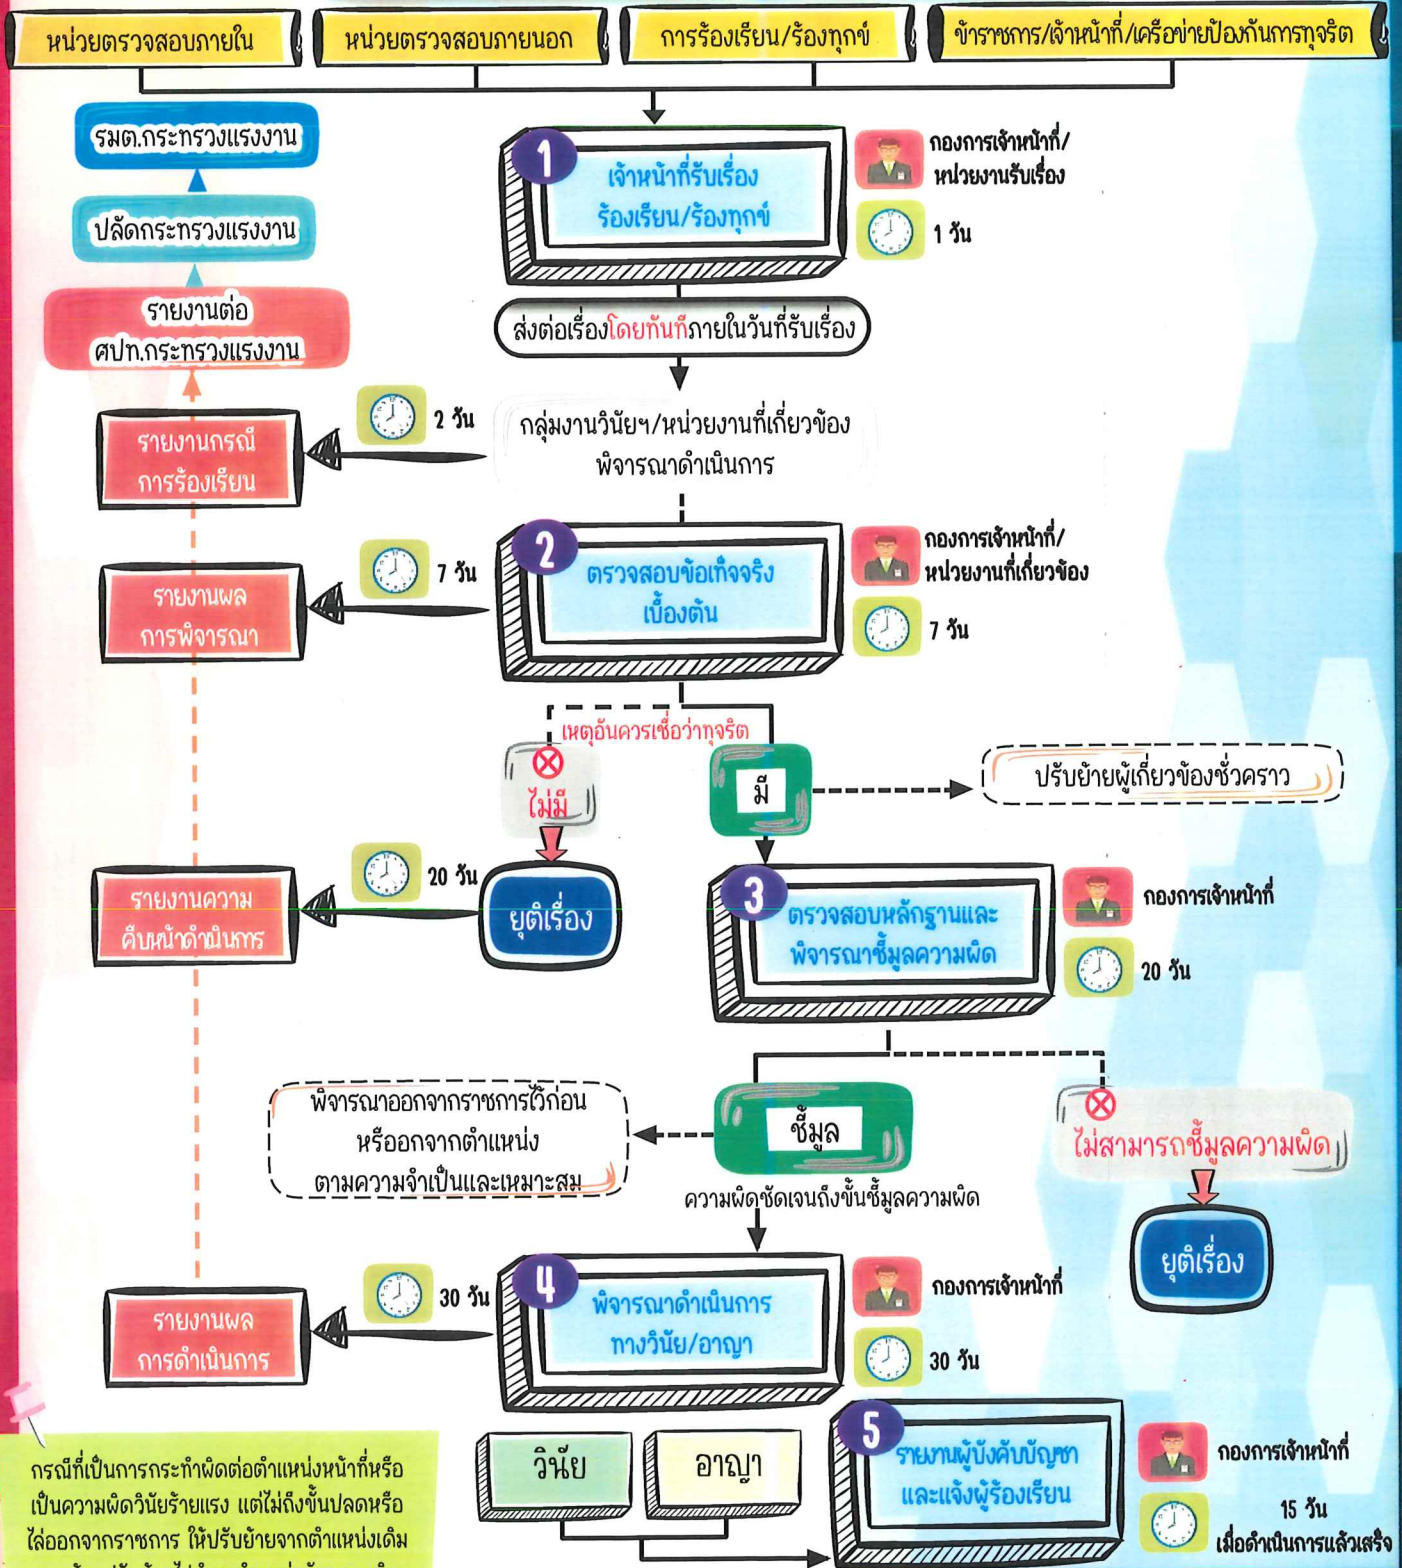 หน่วยตรวจสอบภายใน
หน่วยตรวจสอบภายนอก
การร้องเรียน/ร้องทุกข์
ข้าราชการ/เจ้าหน้าที่/เครือข่ายป้องกันการทุจริต
รมต.กระทรวงแรงงาน
ปลัดกระทรวงแรงงาน
รายงานต่อ
ศปท.กระทรวงแรงงาน
1
เจ้าหน้าที่รับเรื่อง
ร้องเรียน/ร้องทุกข์
กองการเจ้าหน้าที่/
หน่วยงานรับเรื่อง
1 วัน
ส่งต่อเรื่องโดยทันทีภายในวันที่รับเรื่อง
กลุ่มงานวินัยฯ/หน่วยงานที่เกี่ยวข้อง
พิจารณาดำเนินการ
2 วัน
รายงานกรณี
การร้องเรียน
2
ตรวจสอบข้อเท็จจริง
เบื้องต้น
กองการเจ้าหน้าที่/
หน่วยงานที่เกี่ยวข้อง
7 วัน
7 วัน
รายงานผล
การพิจารณา
เหตุอันควรเชื่อว่าทุจริต
ไม่มี
มี
ปรับย้ายผู้เกี่ยวข้องชั่วคราว
ยุติเรื่อง
20 วัน
รายงานความ
คืบหน้าดำเนินการ
3
ตรวจสอบหลักฐานและ
พิจารณาชี้มูลความผิด
กองการเจ้าหน้าที่
20 วัน
พิจารณาออกจากราชการไว้ก่อน
หรือออกจากตำแหน่ง
ตามความจำเป็นและเหมาะสม
ชี้มูล
ความผิดชัดเจนถึงขั้นชี้มูลความผิด
ไม่สามารถชี้มูลความผิด
ยุติเรื่อง
4
พิจารณาดำเนินการ
ทางวินัย/อาญา
กองการเจ้าหน้าที่
30 วัน
30 วัน
รายงานผล
การดำเนินการ
วินัย
อาญา
5
รายงานผู้บังคับบัญชา
และแจ้งผู้ร้องเรียน
กองการเจ้าหน้าที่
15 วัน
เมื่อดำเนินการแล้วเสร็จ
กรณีที่เป็นการกระทำผิดต่อตำแหน่งหน้าที่หรือ
เป็นความผิดวินัยร้ายแรง แต่ไม่ถึงขั้นปลดหรือ
ไล่ออกจากราชการ ให้ปรับย้ายจากตำแหน่งเดิม